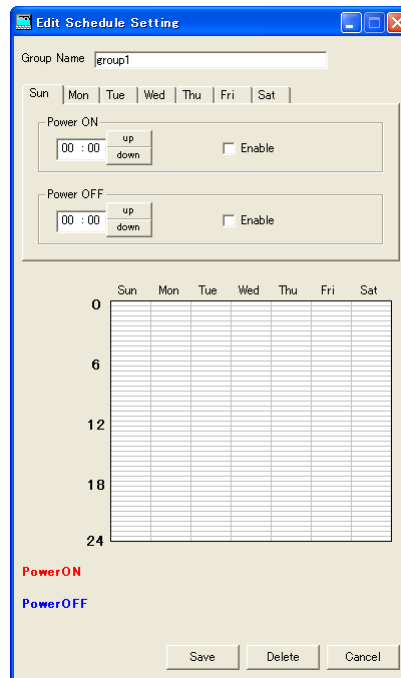 Edit Schedule Setting
Group Name group1
Sun Mon Tue Wed Thu Fri Sat
Power ON
00 : 00 up down Enable
Power OFF
00 : 00 up down Enable
Sun Mon Tue Wed Thu Fri Sat
0
6
12
18
24
PowerON
PowerOFF
Save Delete Cancel